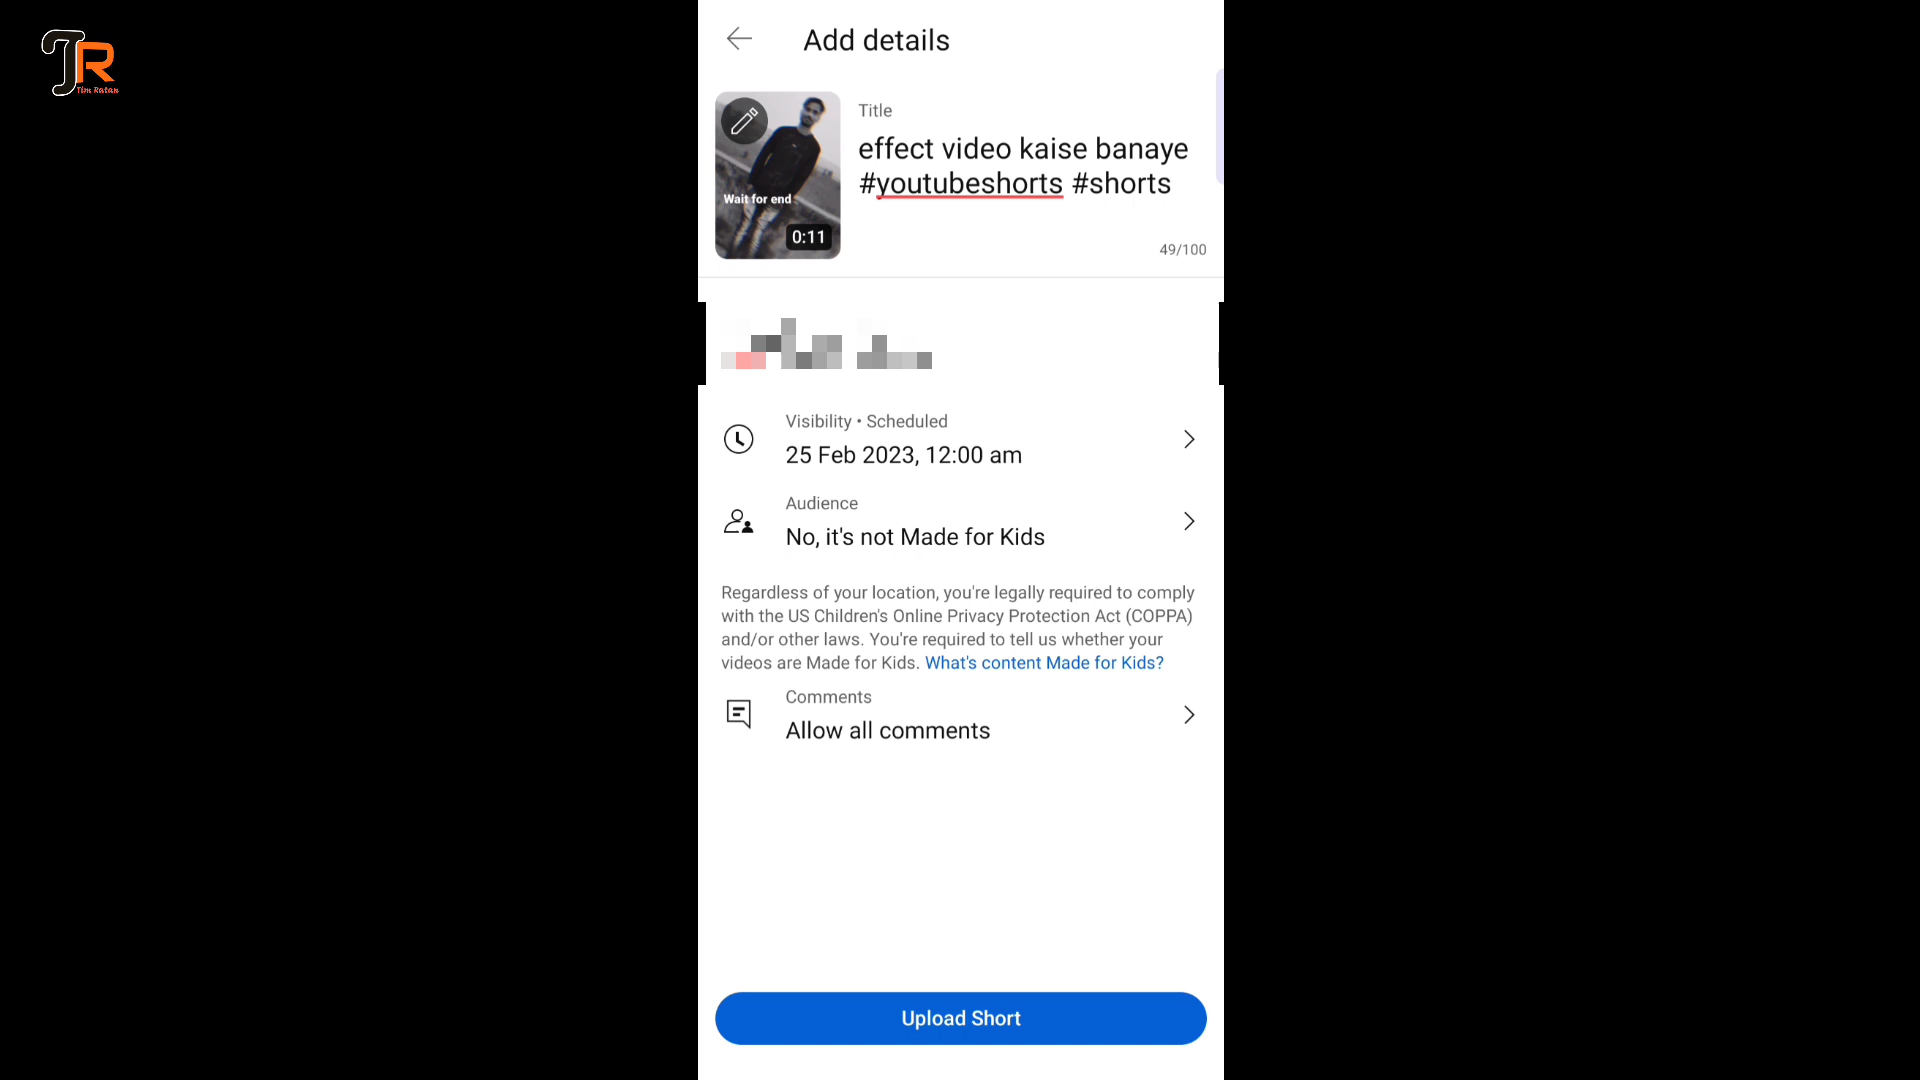 TR
Tim Ratan
Add details
Title
effect video kaise banaye
#youtubeshorts #shorts
Wait for end
0:11
49/100
Visibility • Scheduled
25 Feb 2023, 12:00 am
Audience
No, it's not Made for Kids
Regardless of your location, you're legally required to comply
with the US Children's Online Privacy Protection Act (COPPA)
and/or other laws. You're required to tell us whether your
videos are Made for Kids. What's content Made for Kids?
Comments
Allow all comments
Upload Short